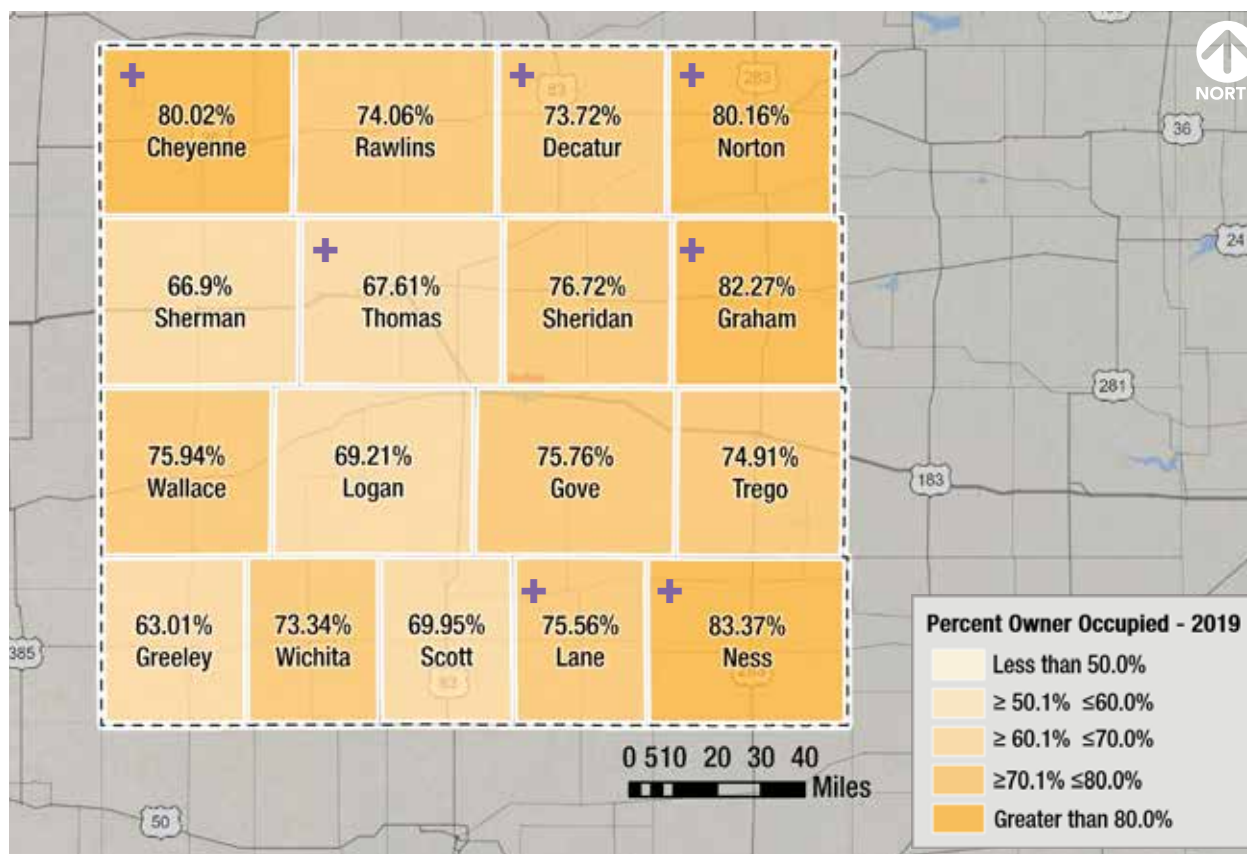 NORT
80.02%
Cheyenne
74.06%
Rawlins
83
73.72%
Decatur
283
80.16%
Norton
36
66.9%
Sherman
67.61%
Thomas
76.72%
Sheridan
82.27%
Graham
24
281
75.94%
Wallace
69.21%
Logan
75.76%
Gove
74.91%
Trego
183
63.01%
Greeley
73.34%
Wichita
69.95%
Scott
83
75.56%
Lane
83.37%
Ness
385
50
0 5 10 20 30 40
Miles
Percent Owner Occupied - 2019
Less than 50.0%
≥ 50.1% ≤60.0%
≥ 60.1% ≤70.0%
≥70.1% ≤80.0%
Greater than 80.0%